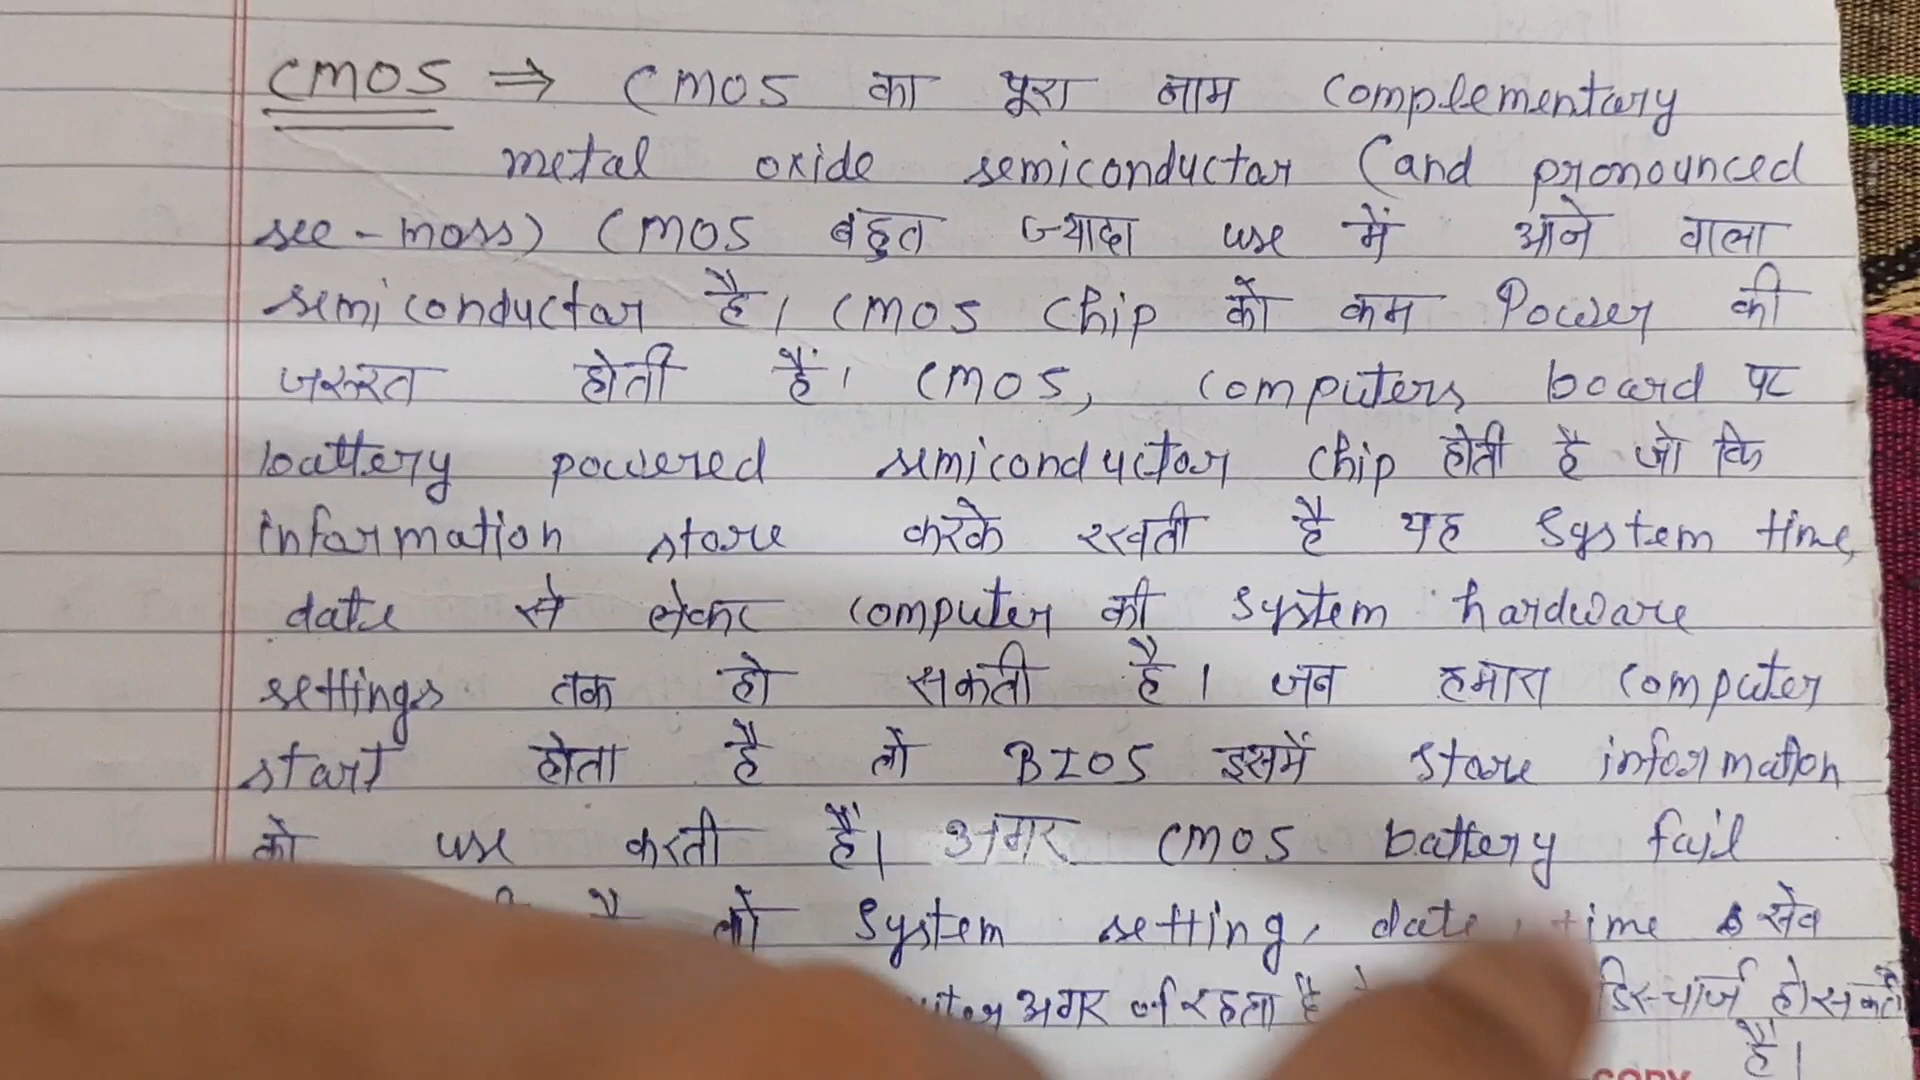 CMOS ⇒ CMOS का पूरा नाम Complementary
metal oxide semiconductor (and pronounced
see-moss) CMOS बहुत ज्यादा use में आने वाला
semiconductor है। CMOS Chip को कम Power की
जरूरत होती हैं। CMOS, Computers board पर
battery powered semiconductor chip होती है जो कि
information store करके रखती है यह System time,
date से लेकर Computer की System hardware
settings तक हो सकती है। जब हमारा Computer
start होता है तो BIOS इसमें store information
को use करती हैं। अगर CMOS battery fail
तो System setting, date, time सेव
अगर off रहता है डिस्चार्ज हो सकती
है।
COPY